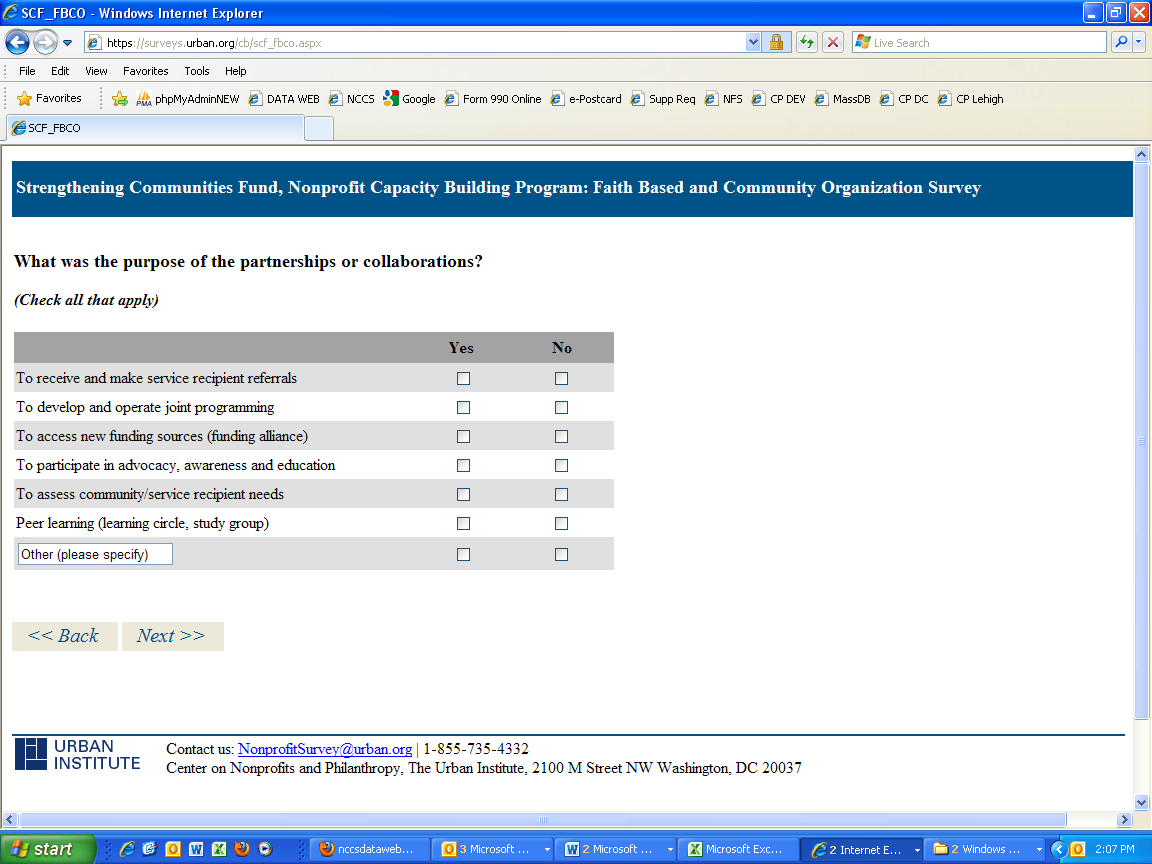 SCF_FBCO - Windows Internet Explorer
https://surveys.urban.org/cb/scf_fbco.aspx
Live Search
File Edit View Favorites Tools Help
Favorites phpMyAdminNEW DATA WEB NCCS Google Form 990 Online e-Postcard Supp Req NFS CP DEV MassDB CP DC CP Lehigh
SCF_FBCO
Strengthening Communities Fund, Nonprofit Capacity Building Program: Faith Based and Community Organization Survey
What was the purpose of the partnerships or collaborations?
(Check all that apply)
Yes No
To receive and make service recipient referrals
To develop and operate joint programming
To access new funding sources (funding alliance)
To participate in advocacy, awareness and education
To assess community/service recipient needs
Peer learning (learning circle, study group)
Other (please specify)
<< Back Next >>
URBAN INSTITUTE
Contact us: NonprofitSurvey@urban.org | 1-855-735-4332
Center on Nonprofits and Philanthropy, The Urban Institute, 2100 M Street NW Washington, DC 20037
start nccsdataweb... 3 Microsoft ... 2 Microsoft ... Microsoft Exc... 2 Internet E... 2 Windows ... 2:07 PM